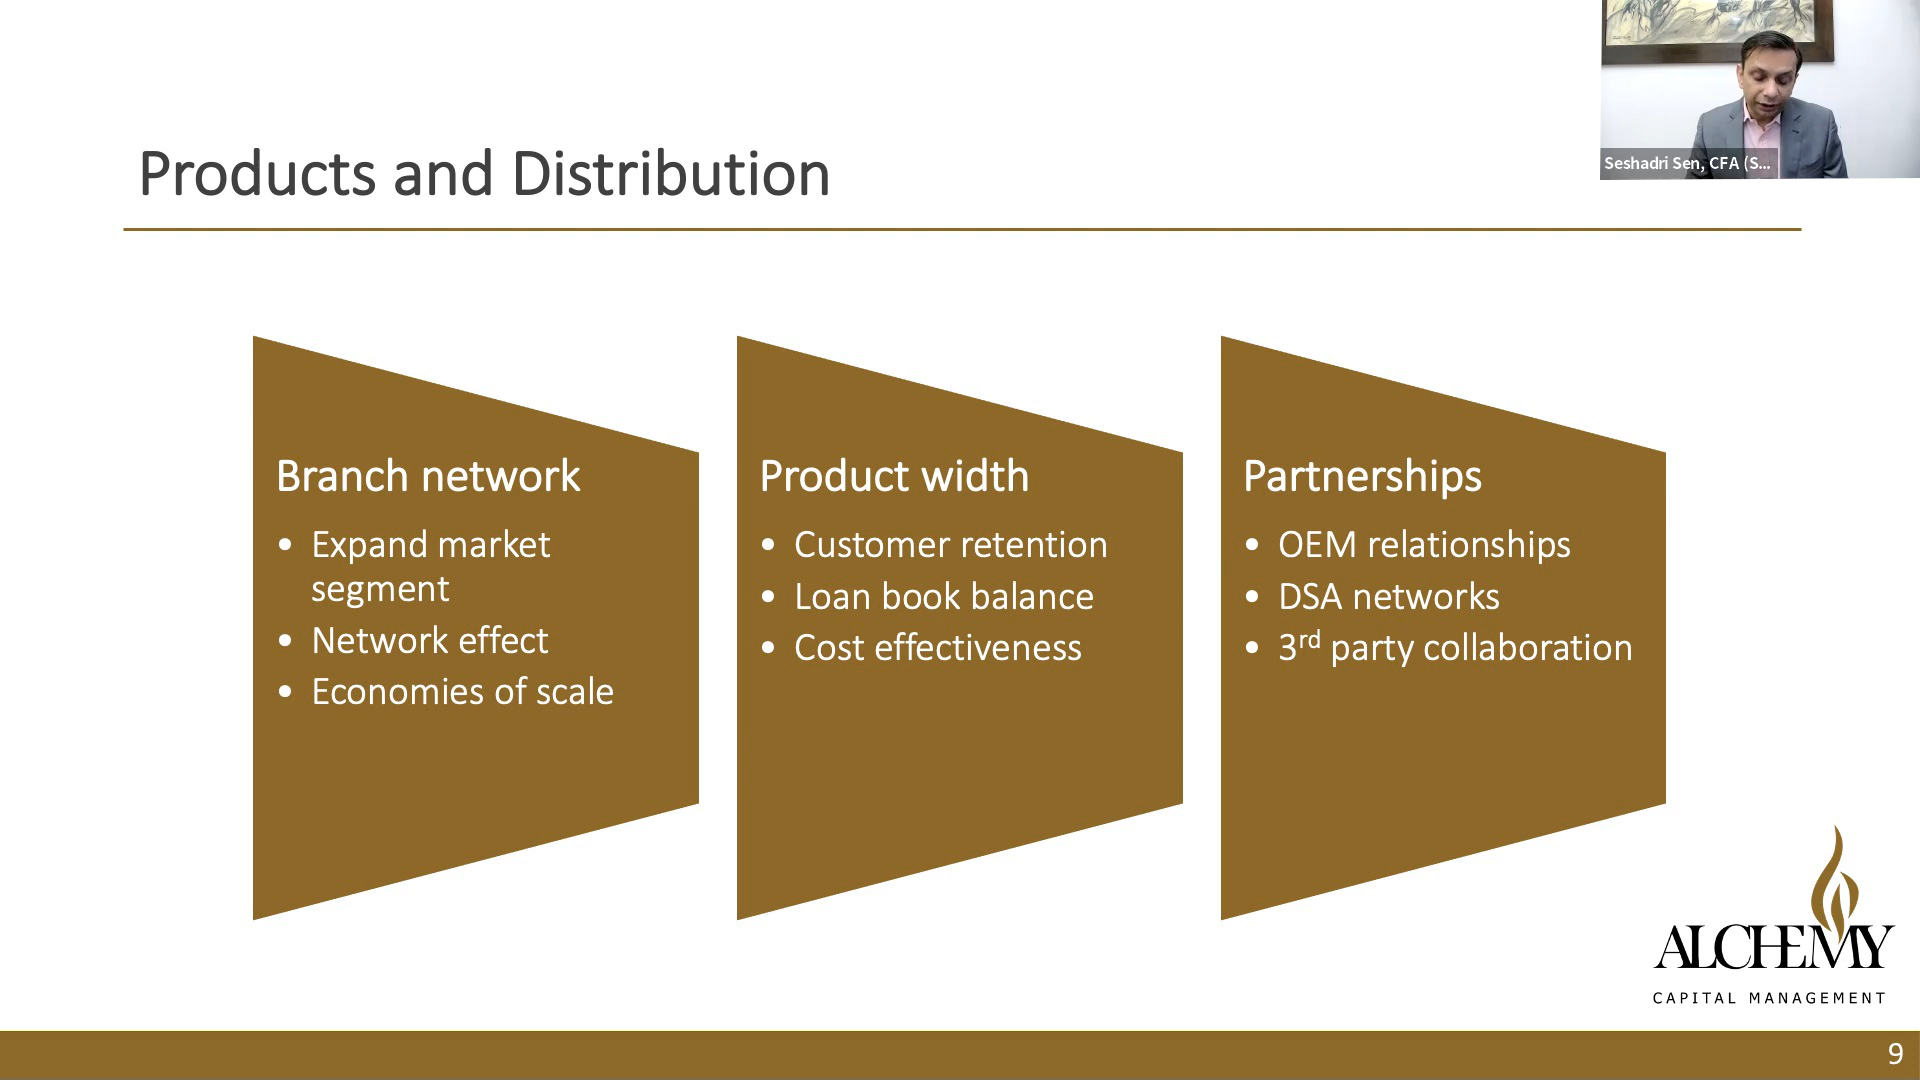 Seshadri Sen, CFA (S...
Products and Distribution
Branch network
• Expand market
segment
• Network effect
• Economies of scale
Product width
• Customer retention
• Loan book balance
• Cost effectiveness
Partnerships
• OEM relationships
• DSA networks
• 3rd party collaboration
ALCHEMY
CAPITAL MANAGEMENT
9